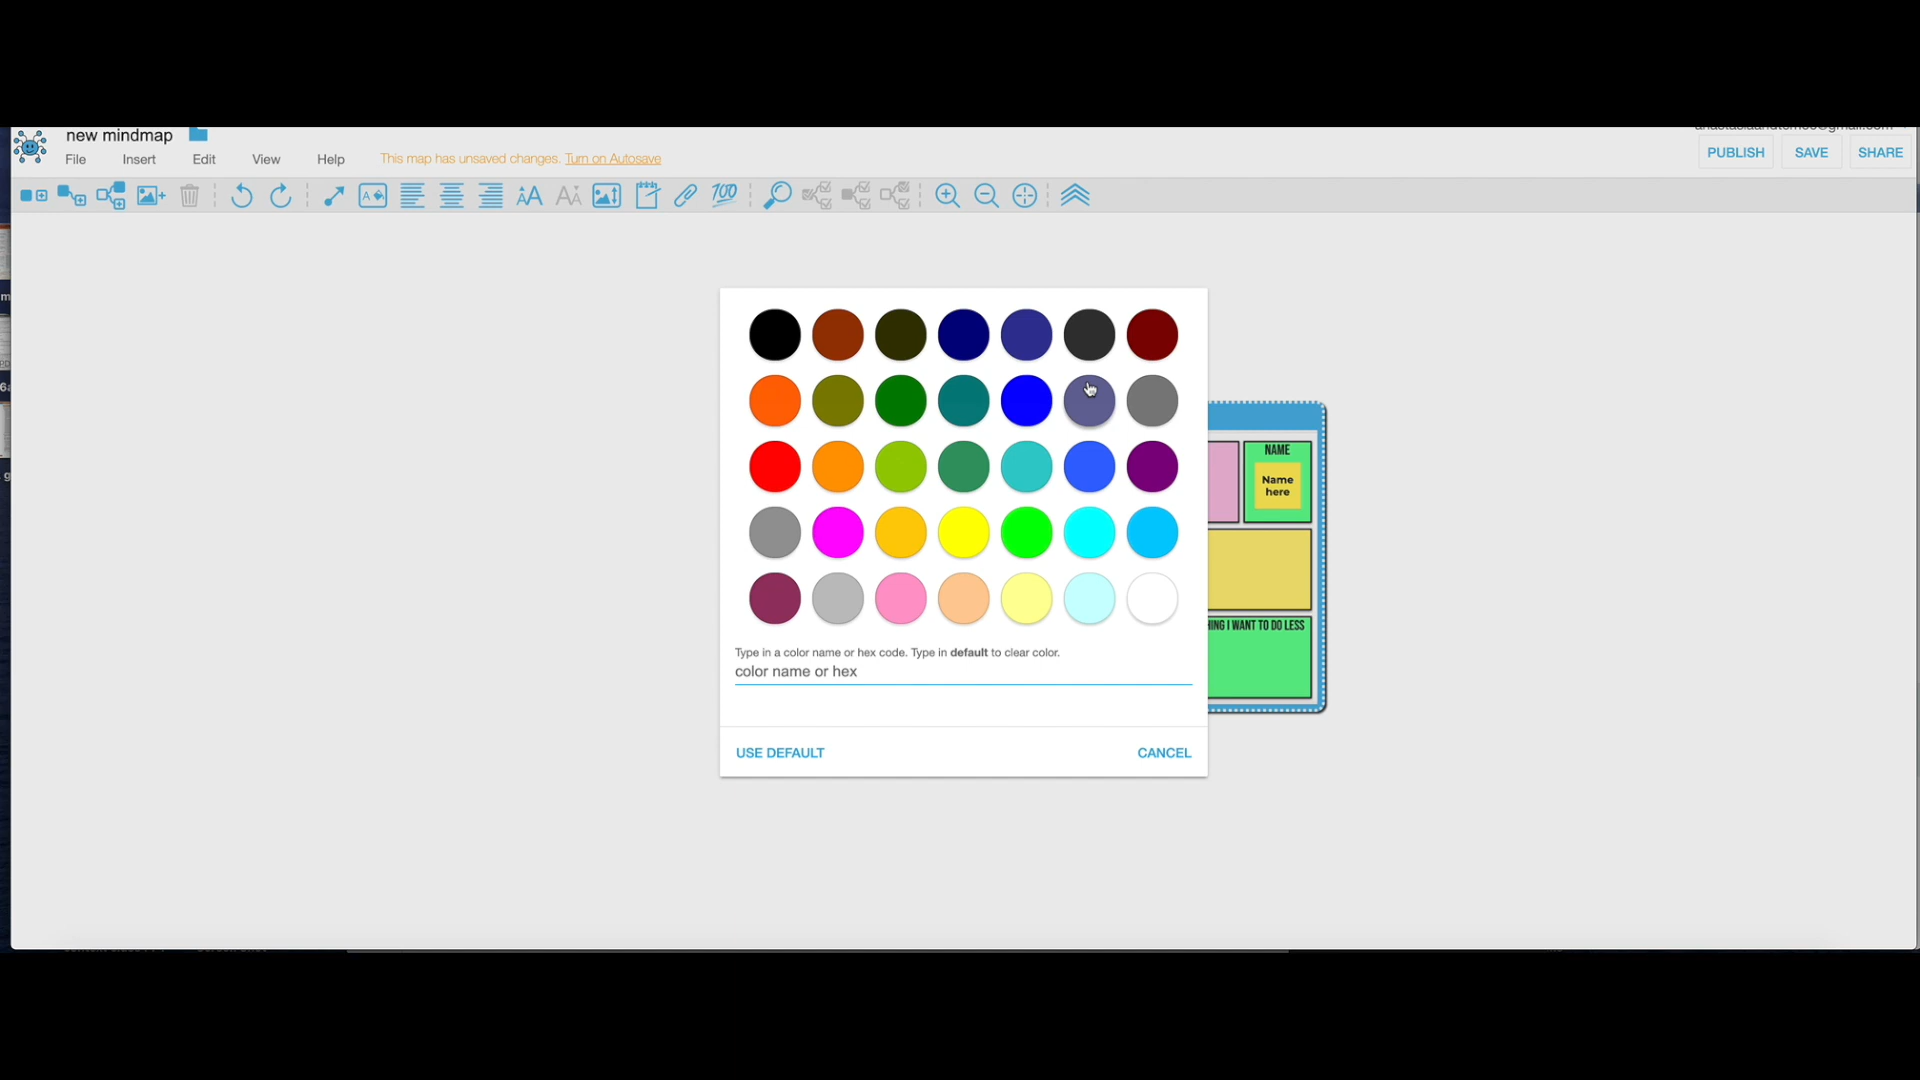 new mindmap
File Insert Edit View Help This map has unsaved changes. Turn on Autosave
PUBLISH SAVE SHARE
100
NAME
Name
here
HING I WANT TO DO LESS
Type in a color name or hex code. Type in default to clear color.
color name or hex
USE DEFAULT CANCEL